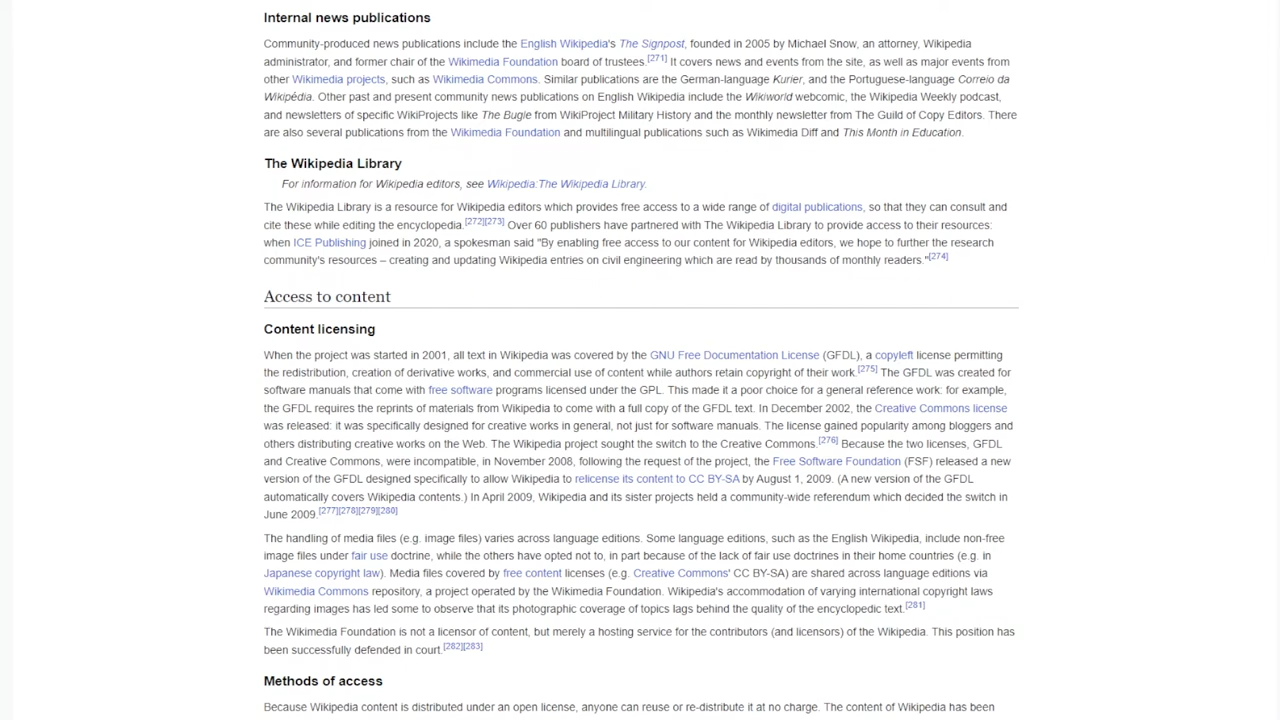 Internal news publications
Community-produced news publications include the English Wikipedia's The Signpost, founded in 2005 by Michael Snow, an attorney, Wikipedia
administrator, and former chair of the Wikimedia Foundation board of trustees.[271] It covers news and events from the site, as well as major events from
other Wikimedia projects, such as Wikimedia Commons. Similar publications are the German-language Kurier, and the Portuguese-language Correio da
Wikipédia. Other past and present community news publications on English Wikipedia include the Wikiworld webcomic, the Wikipedia Weekly podcast,
and newsletters of specific WikiProjects like The Bugle from WikiProject Military History and the monthly newsletter from The Guild of Copy Editors. There
are also several publications from the Wikimedia Foundation and multilingual publications such as Wikimedia Diff and This Month in Education.
The Wikipedia Library
For information for Wikipedia editors, see Wikipedia:The Wikipedia Library.
The Wikipedia Library is a resource for Wikipedia editors which provides free access to a wide range of digital publications, so that they can consult and
cite these while editing the encyclopedia.[272][273] Over 60 publishers have partnered with The Wikipedia Library to provide access to their resources:
when ICE Publishing joined in 2020, a spokesman said "By enabling free access to our content for Wikipedia editors, we hope to further the research
community's resources – creating and updating Wikipedia entries on civil engineering which are read by thousands of monthly readers."[274]
Access to content
Content licensing
When the project was started in 2001, all text in Wikipedia was covered by the GNU Free Documentation License (GFDL), a copyleft license permitting
the redistribution, creation of derivative works, and commercial use of content while authors retain copyright of their work.[275] The GFDL was created for
software manuals that come with free software programs licensed under the GPL. This made it a poor choice for a general reference work: for example,
the GFDL requires the reprints of materials from Wikipedia to come with a full copy of the GFDL text. In December 2002, the Creative Commons license
was released: it was specifically designed for creative works in general, not just for software manuals. The license gained popularity among bloggers and
others distributing creative works on the Web. The Wikipedia project sought the switch to the Creative Commons.[276] Because the two licenses, GFDL
and Creative Commons, were incompatible, in November 2008, following the request of the project, the Free Software Foundation (FSF) released a new
version of the GFDL designed specifically to allow Wikipedia to relicense its content to CC BY-SA by August 1, 2009. (A new version of the GFDL
automatically covers Wikipedia contents.) In April 2009, Wikipedia and its sister projects held a community-wide referendum which decided the switch in
June 2009.[277][278][279][280]
The handling of media files (e.g. image files) varies across language editions. Some language editions, such as the English Wikipedia, include non-free
image files under fair use doctrine, while the others have opted not to, in part because of the lack of fair use doctrines in their home countries (e.g. in
Japanese copyright law). Media files covered by free content licenses (e.g. Creative Commons' CC BY-SA) are shared across language editions via
Wikimedia Commons repository, a project operated by the Wikimedia Foundation. Wikipedia's accommodation of varying international copyright laws
regarding images has led some to observe that its photographic coverage of topics lags behind the quality of the encyclopedic text.[281]
The Wikimedia Foundation is not a licensor of content, but merely a hosting service for the contributors (and licensors) of the Wikipedia. This position has
been successfully defended in court.[282][283]
Methods of access
Because Wikipedia content is distributed under an open license, anyone can reuse or re-distribute it at no charge. The content of Wikipedia has been